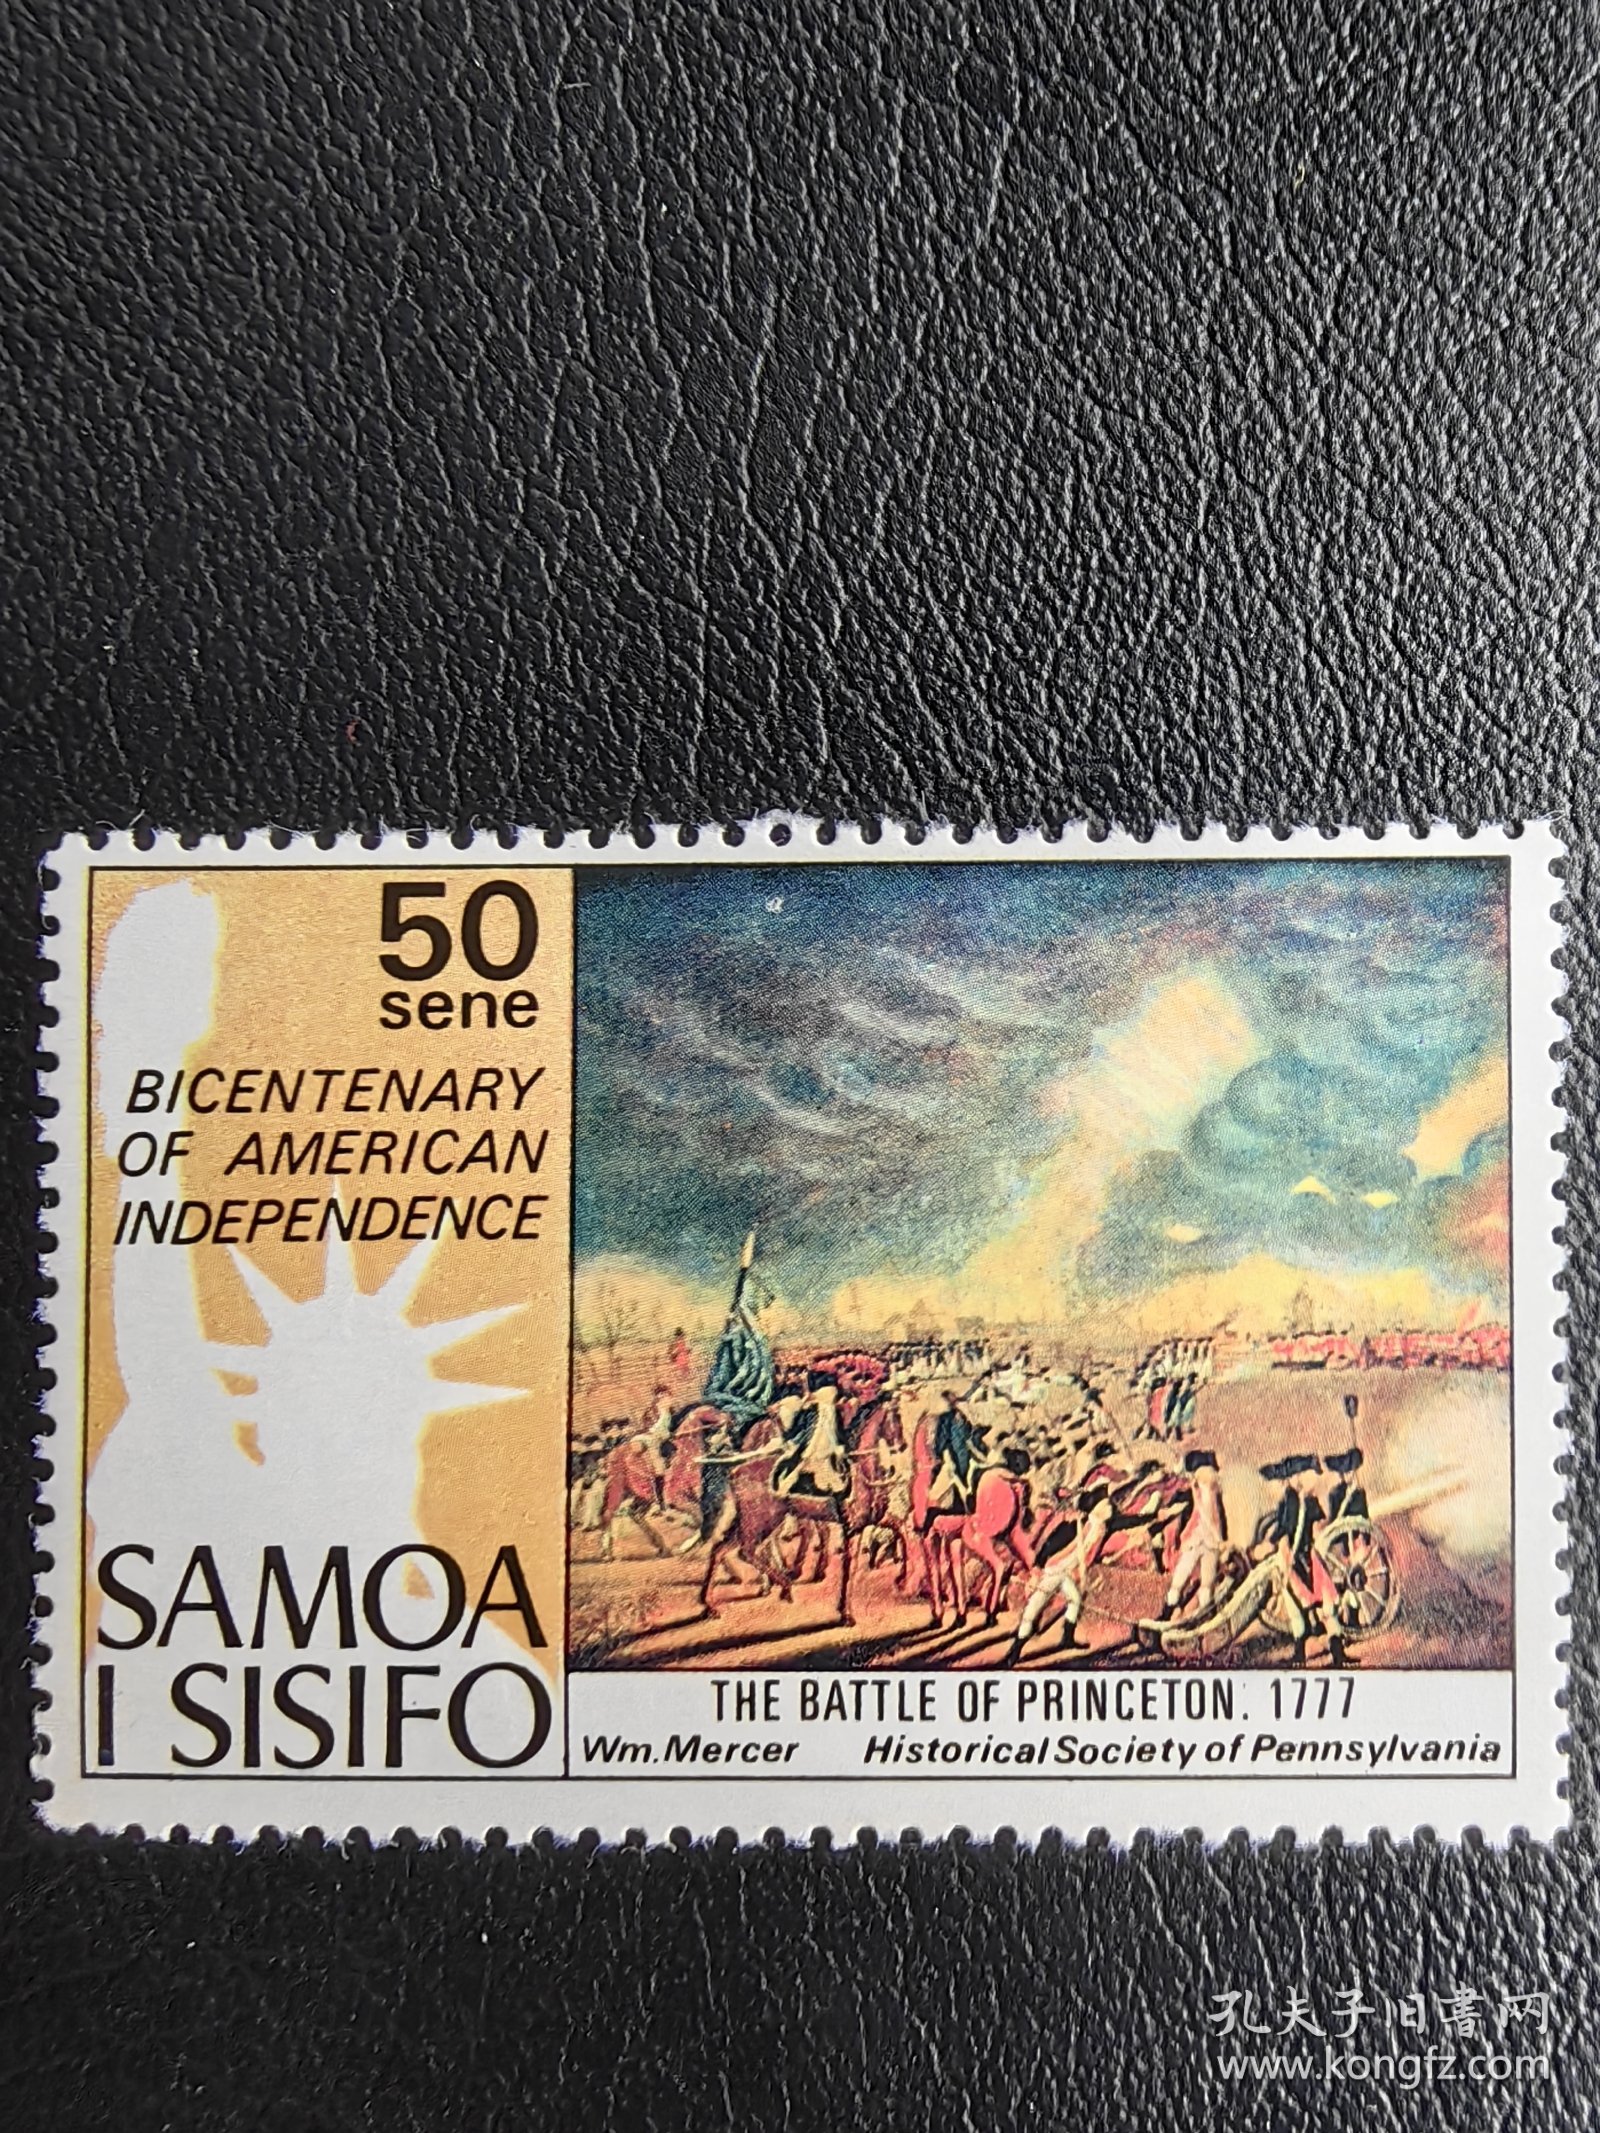 50
sene
BICENTENARY
OF AMERICAN
INDEPENDENCE
SAMOA
I SISIFO
THE BATTLE OF PRINCETON. 1777
Wm. Mercer Historical Society of Pennsylvania
孔夫子旧书网
www.kongfz.com